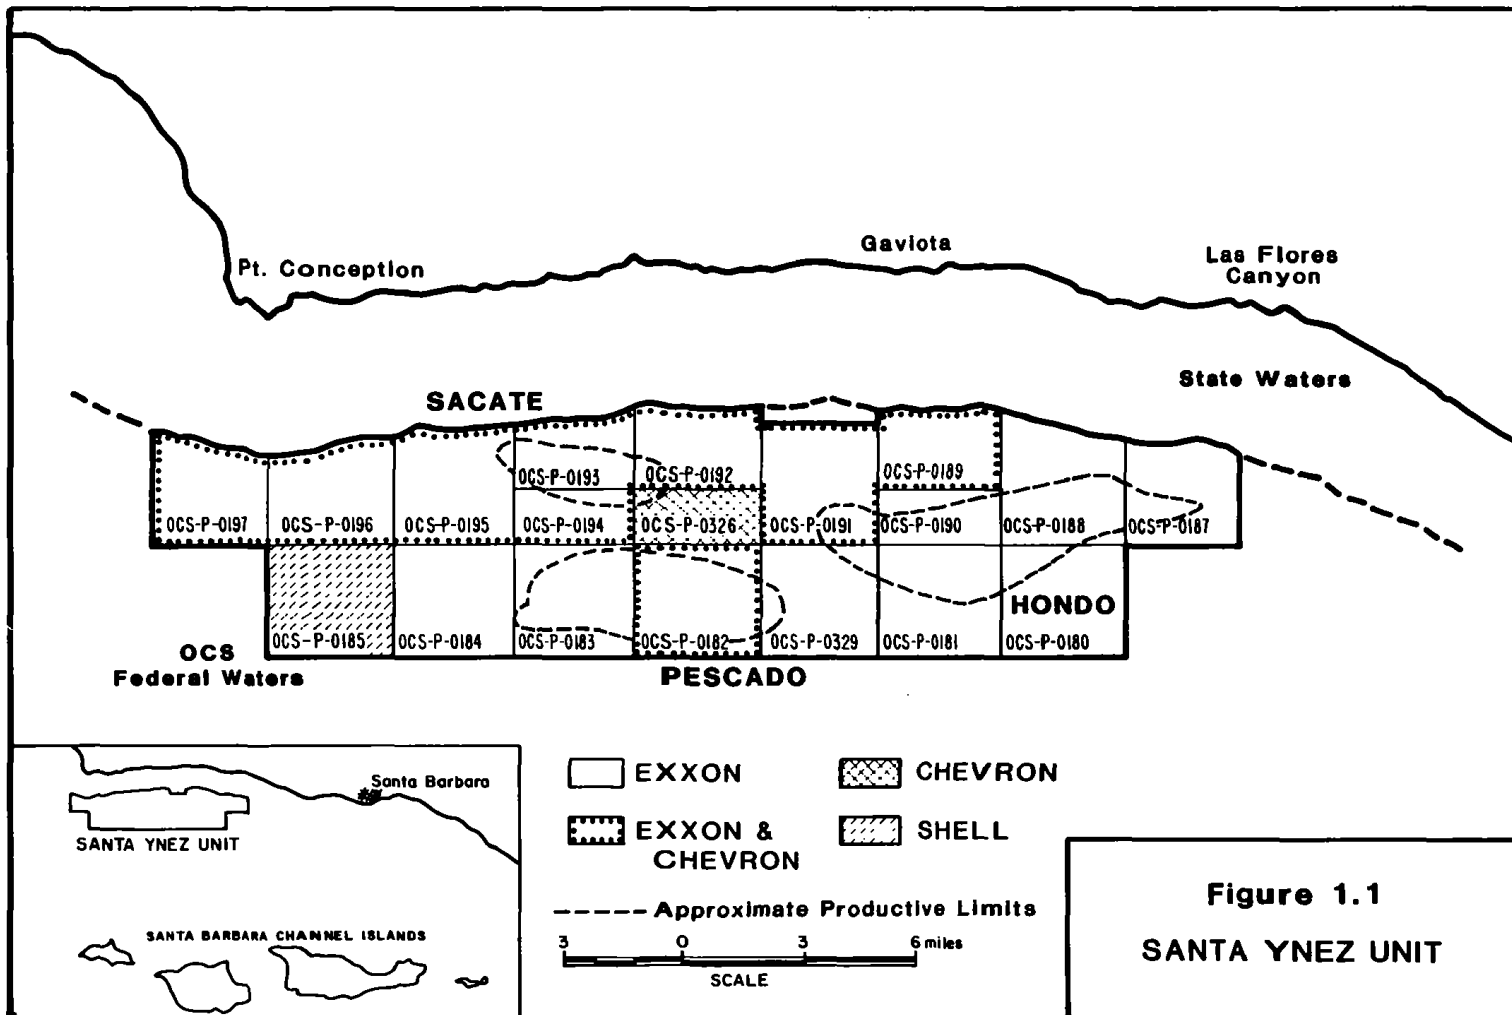 Gaviota
Las Flores
Canyon
Pt. Conception
State Waters
SACATE
OCS-P-0193
OCS-P-0192
OCS-P-0189
OCS-P-0197
OCS-P-0196
OCS-P-0195
OCS-P-0194
OCS-P-0326
OCS-P-0191
OCS-P-0190
OCS-P-0188
OCS-P-0187
HONDO
OCS-P-0185
OCS-P-0184
OCS-P-0183
OCS-P-0182
OCS-P-0329
OCS-P-0181
OCS-P-0180
OCS
Federal Waters
PESCADO
Santa Barbara
SANTA YNEZ UNIT
SANTA BARBARA CHANNEL ISLANDS
EXXON
CHEVRON
EXXON &
CHEVRON
SHELL
Approximate Productive Limits
3 0 3 6 miles
SCALE
Figure 1.1
SANTA YNEZ UNIT